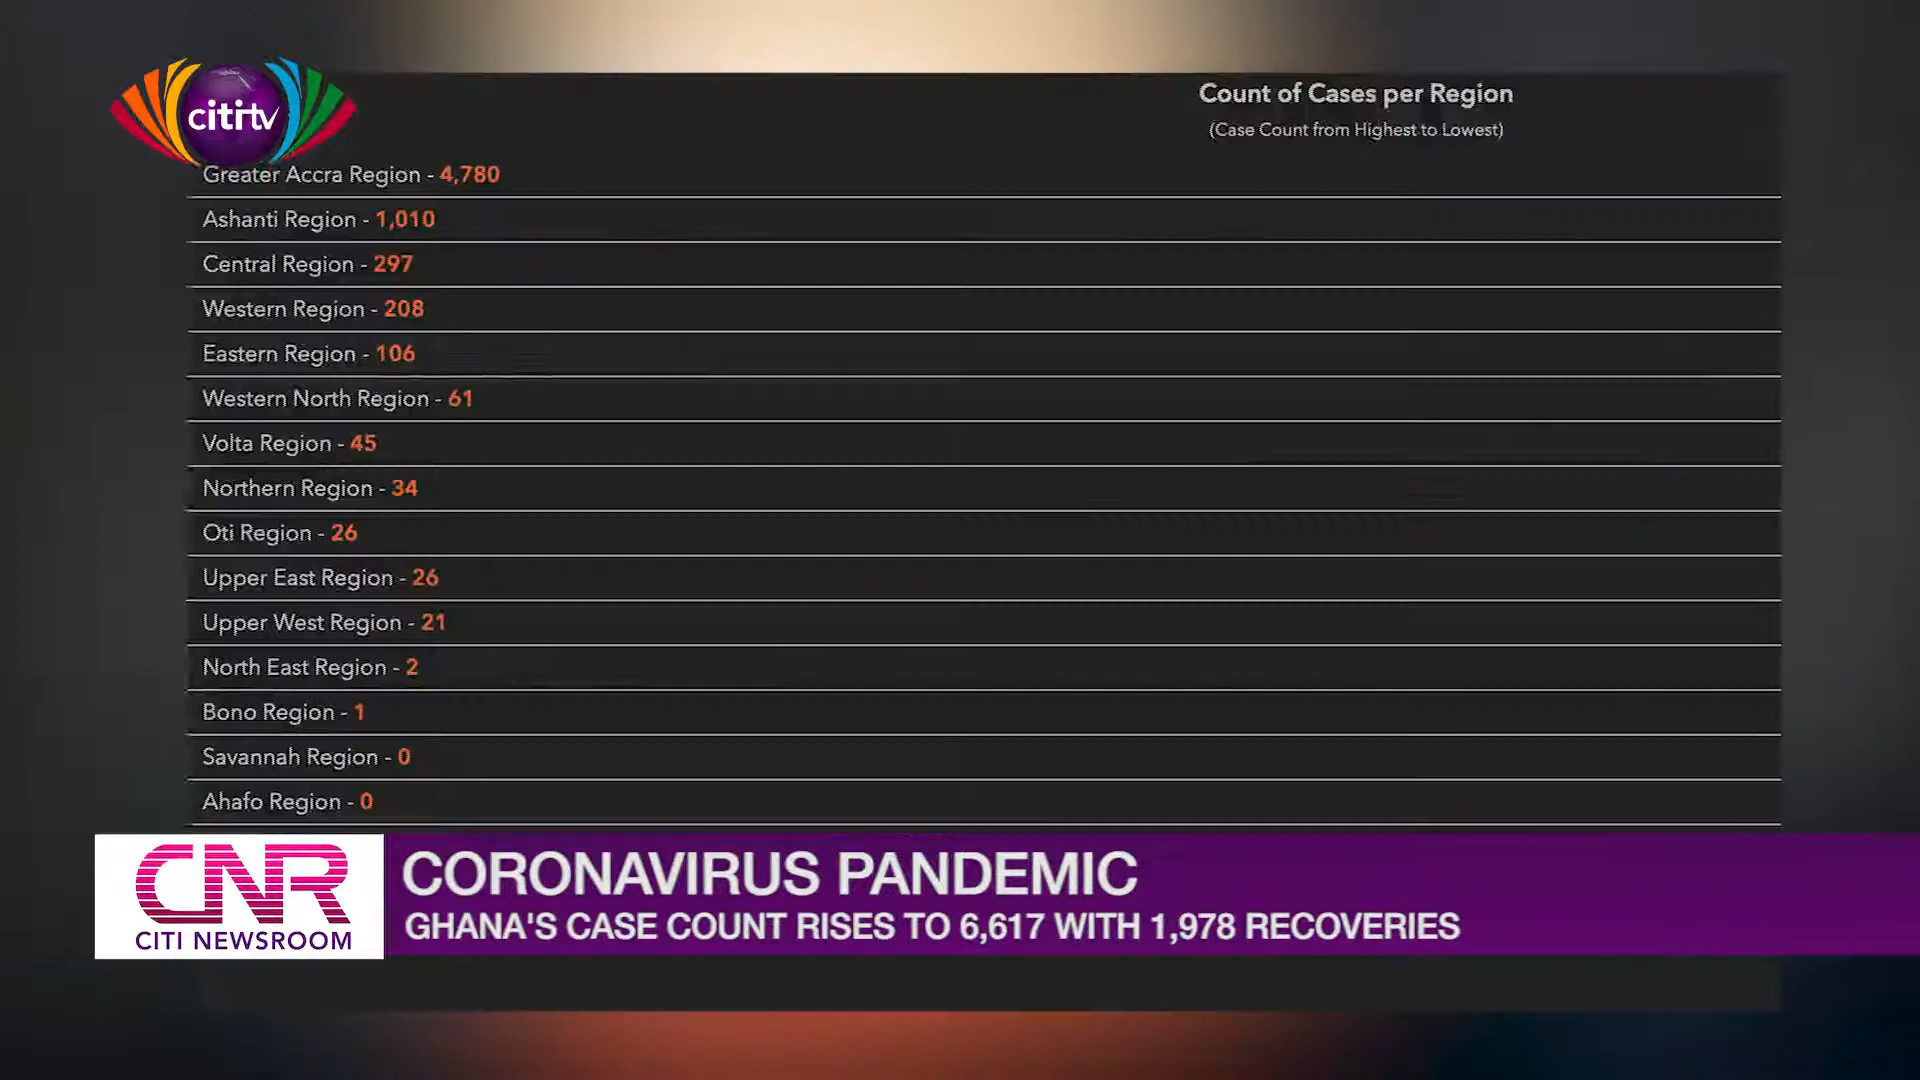 citi tv
Count of Cases per Region
(Case Count from Highest to Lowest)
Greater Accra Region - 4,780
Ashanti Region - 1,010
Central Region - 297
Western Region - 208
Eastern Region - 106
Western North Region - 61
Volta Region - 45
Northern Region - 34
Oti Region - 26
Upper East Region - 26
Upper West Region - 21
North East Region - 2
Bono Region - 1
Savannah Region - 0
Ahafo Region - 0
CNR
CITI NEWSROOM
CORONAVIRUS PANDEMIC
GHANA'S CASE COUNT RISES TO 6,617 WITH 1,978 RECOVERIES